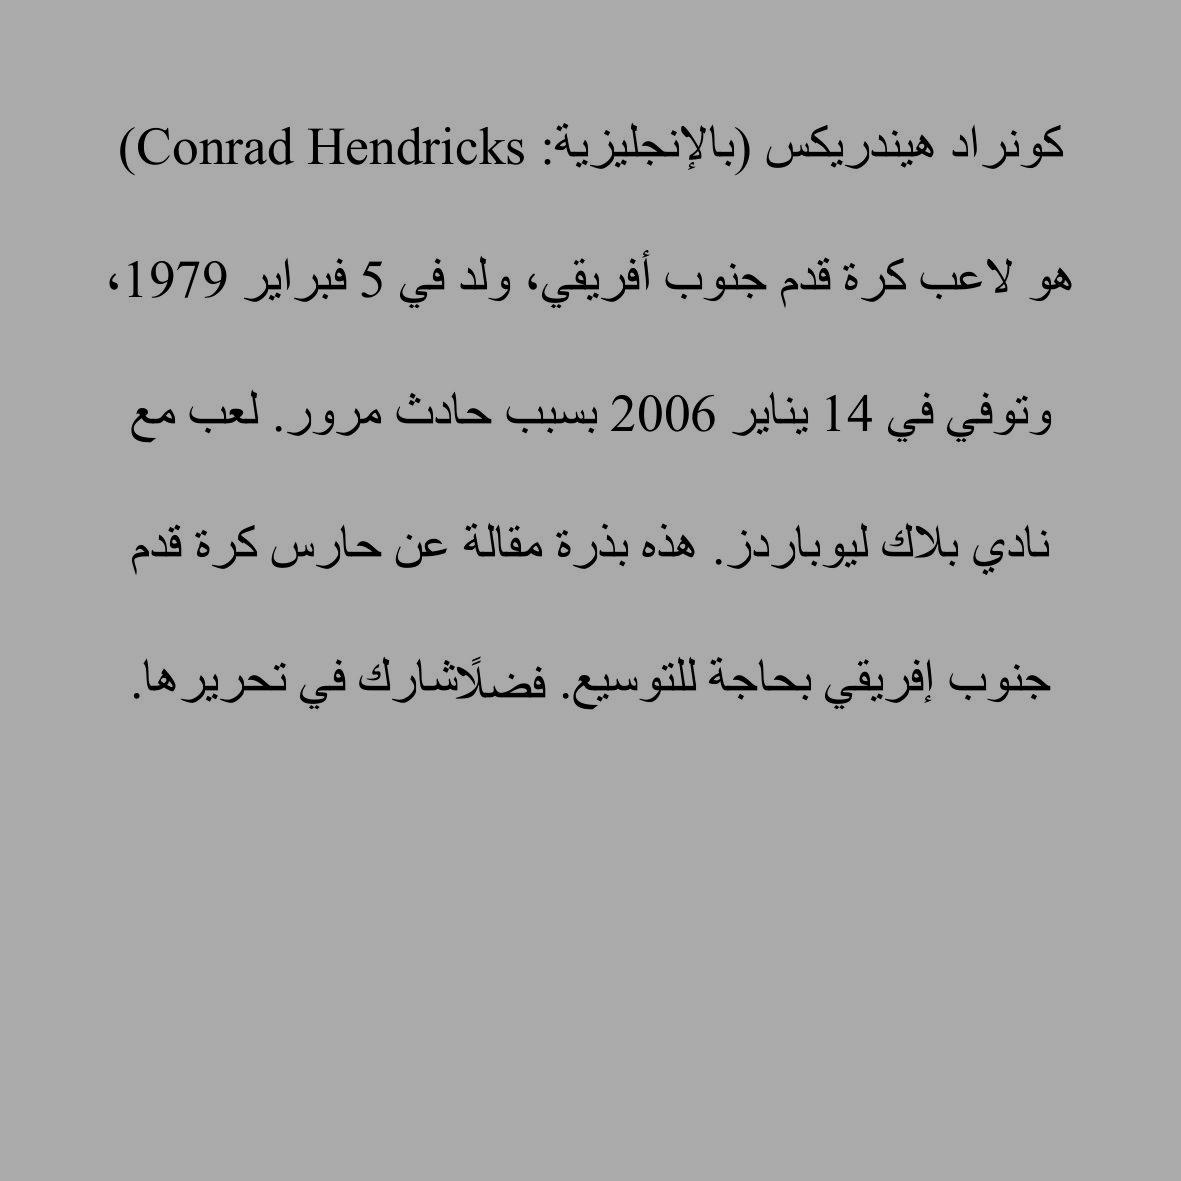 كونراد هيندريكس (بالإنجليزية: Conrad Hendricks)
هو لاعب كرة قدم جنوب أفريقي، ولد في 5 فبراير 1979،
وتوفي في 14 يناير 2006 بسبب حادث مرور. لعب مع
نادي بلاك ليوباردز. هذه بذرة مقالة عن حارس كرة قدم
جنوب إفريقي بحاجة للتوسيع. فضلًاشارك في تحريرها.